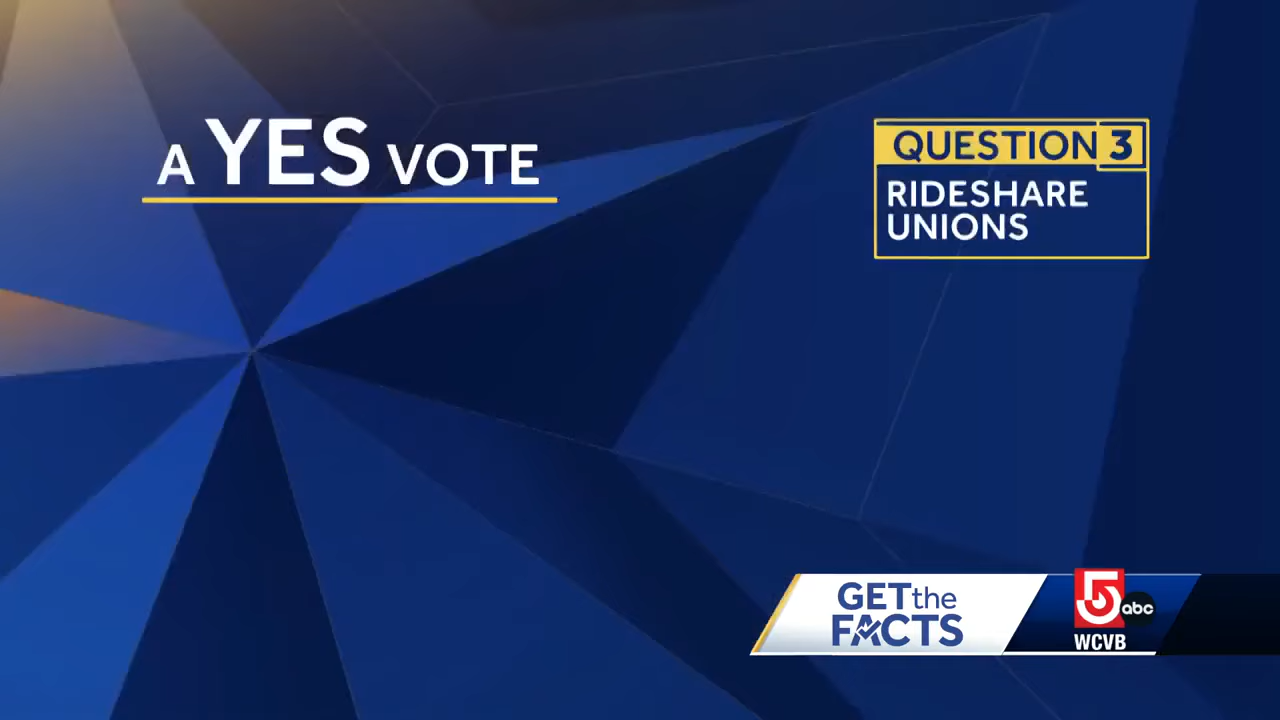 A YES VOTE
QUESTION 3
RIDESHARE
UNIONS
GET the
FACTS
5
abc
WCVB